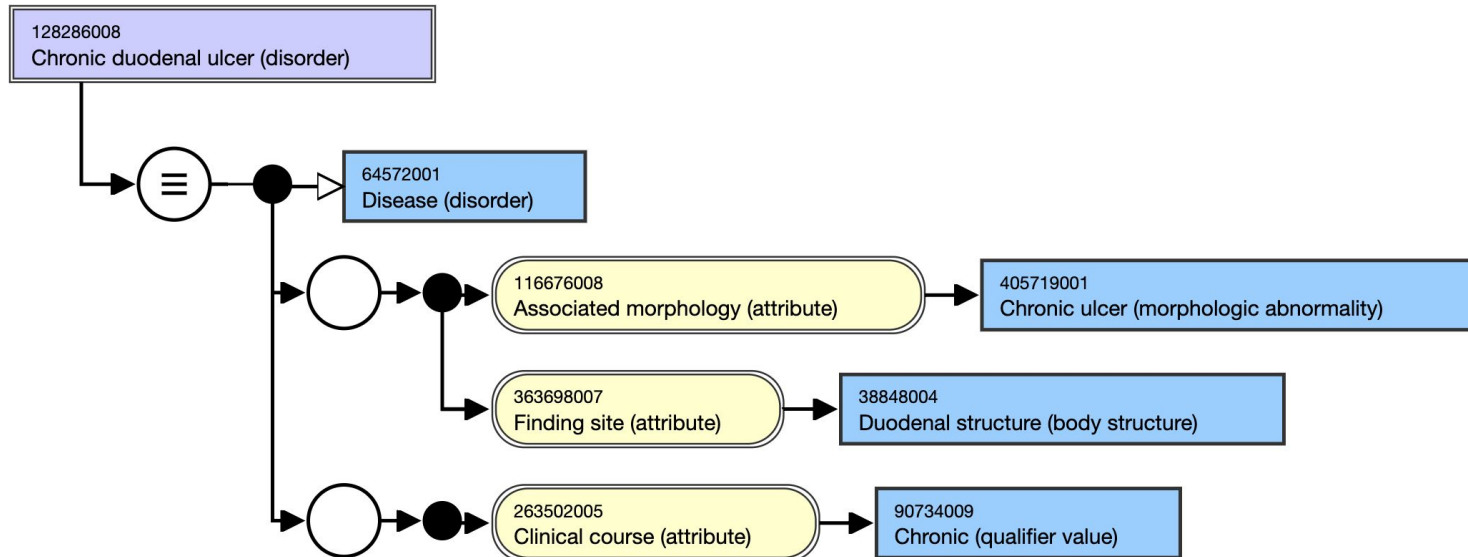 128286008
Chronic duodenal ulcer (disorder)
64572001
Disease (disorder)
116676008
Associated morphology (attribute)
405719001
Chronic ulcer (morphologic abnormality)
363698007
Finding site (attribute)
38848004
Duodenal structure (body structure)
263502005
Clinical course (attribute)
90734009
Chronic (qualifier value)